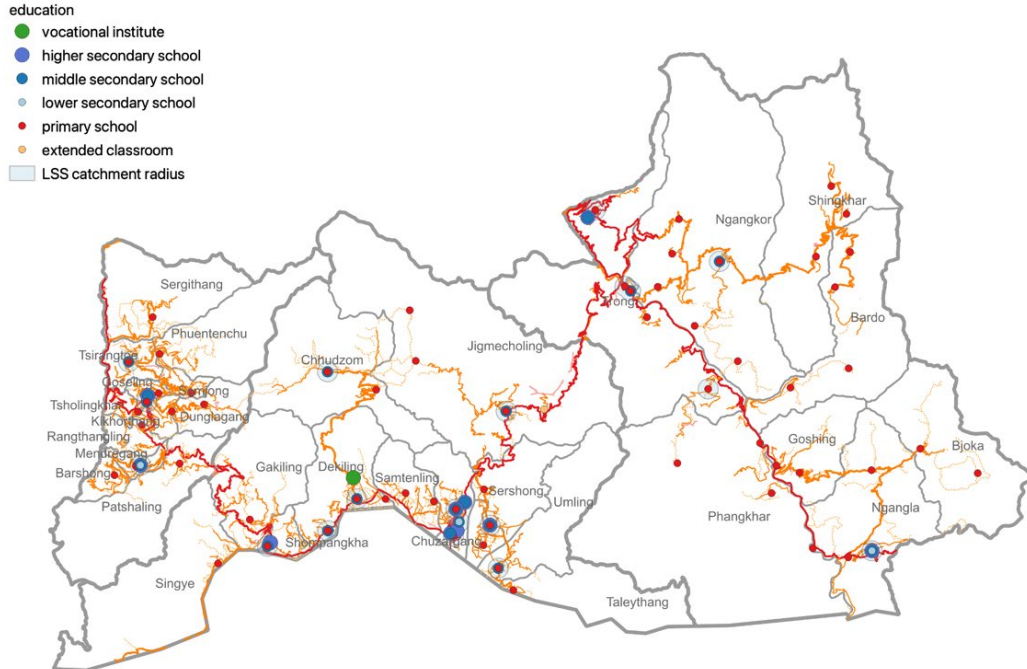 education
vocational institute
higher secondary school
middle secondary school
lower secondary school
primary school
extended classroom
LSS catchment radius
Shingkhar
Ngangkor
Sergithang
Trong
Bardo
Phuentenchu
Jigmecholing
Tsirangtoe
Chhudzom
Goseling
Semjong
Tsholingkhar
Dunglagang
Kikhorthang
Rangthangling
Goshing
Bjoka
Mendregang
Barshong
Gakiling
Dekiling
Samtenling
Sershong
Umling
Patshaling
Ngangla
Phangkhar
Shompangkha
Chuzargang
Singye
Taleythang